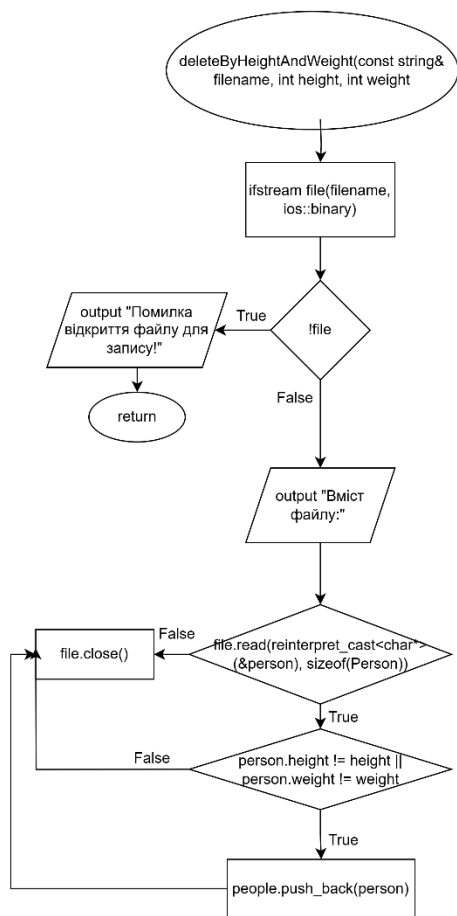 deleteByHeightAndWeight(const string&
filename, int height, int weight
ifstream file(filename,
ios::binary)
!file
True
output "Помилка
відкриття файлу для
запису!"
return
False
output "Вміст
файлу:"
file.read(reinterpret_cast<char*>
(&person), sizeof(Person))
False
file.close()
True
person.height != height ||
person.weight != weight
False
True
people.push_back(person)